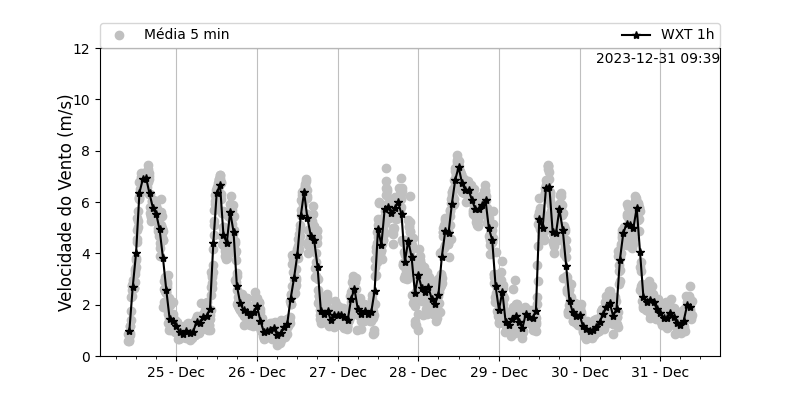 Média 5 min
WXT 1h
2023-12-31 09:39
Velocidade do Vento (m/s)
12
10
8
6
4
2
0
25 - Dec
26 - Dec
27 - Dec
28 - Dec
29 - Dec
30 - Dec
31 - Dec